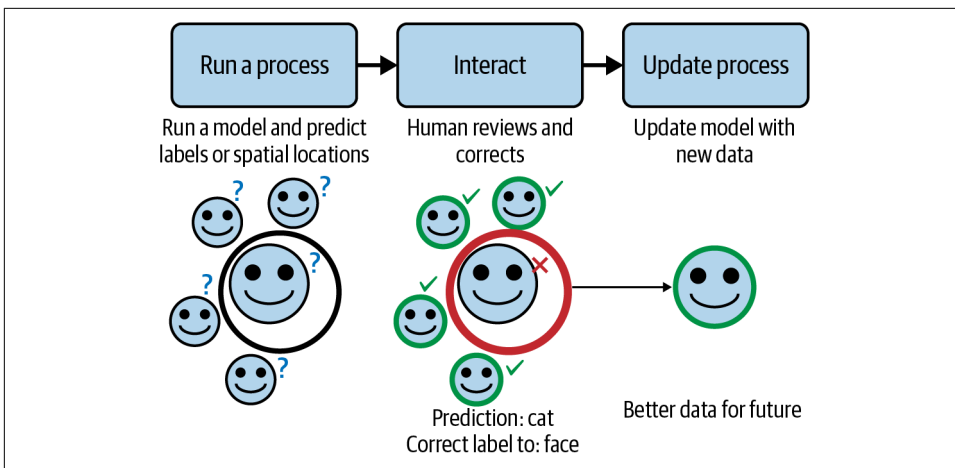 Run a process
Interact
Update process
Run a model and predict
labels or spatial locations
Human reviews and
corrects
Update model with
new data
?
?
?
?
?
Prediction: cat
Correct label to: face
Better data for future